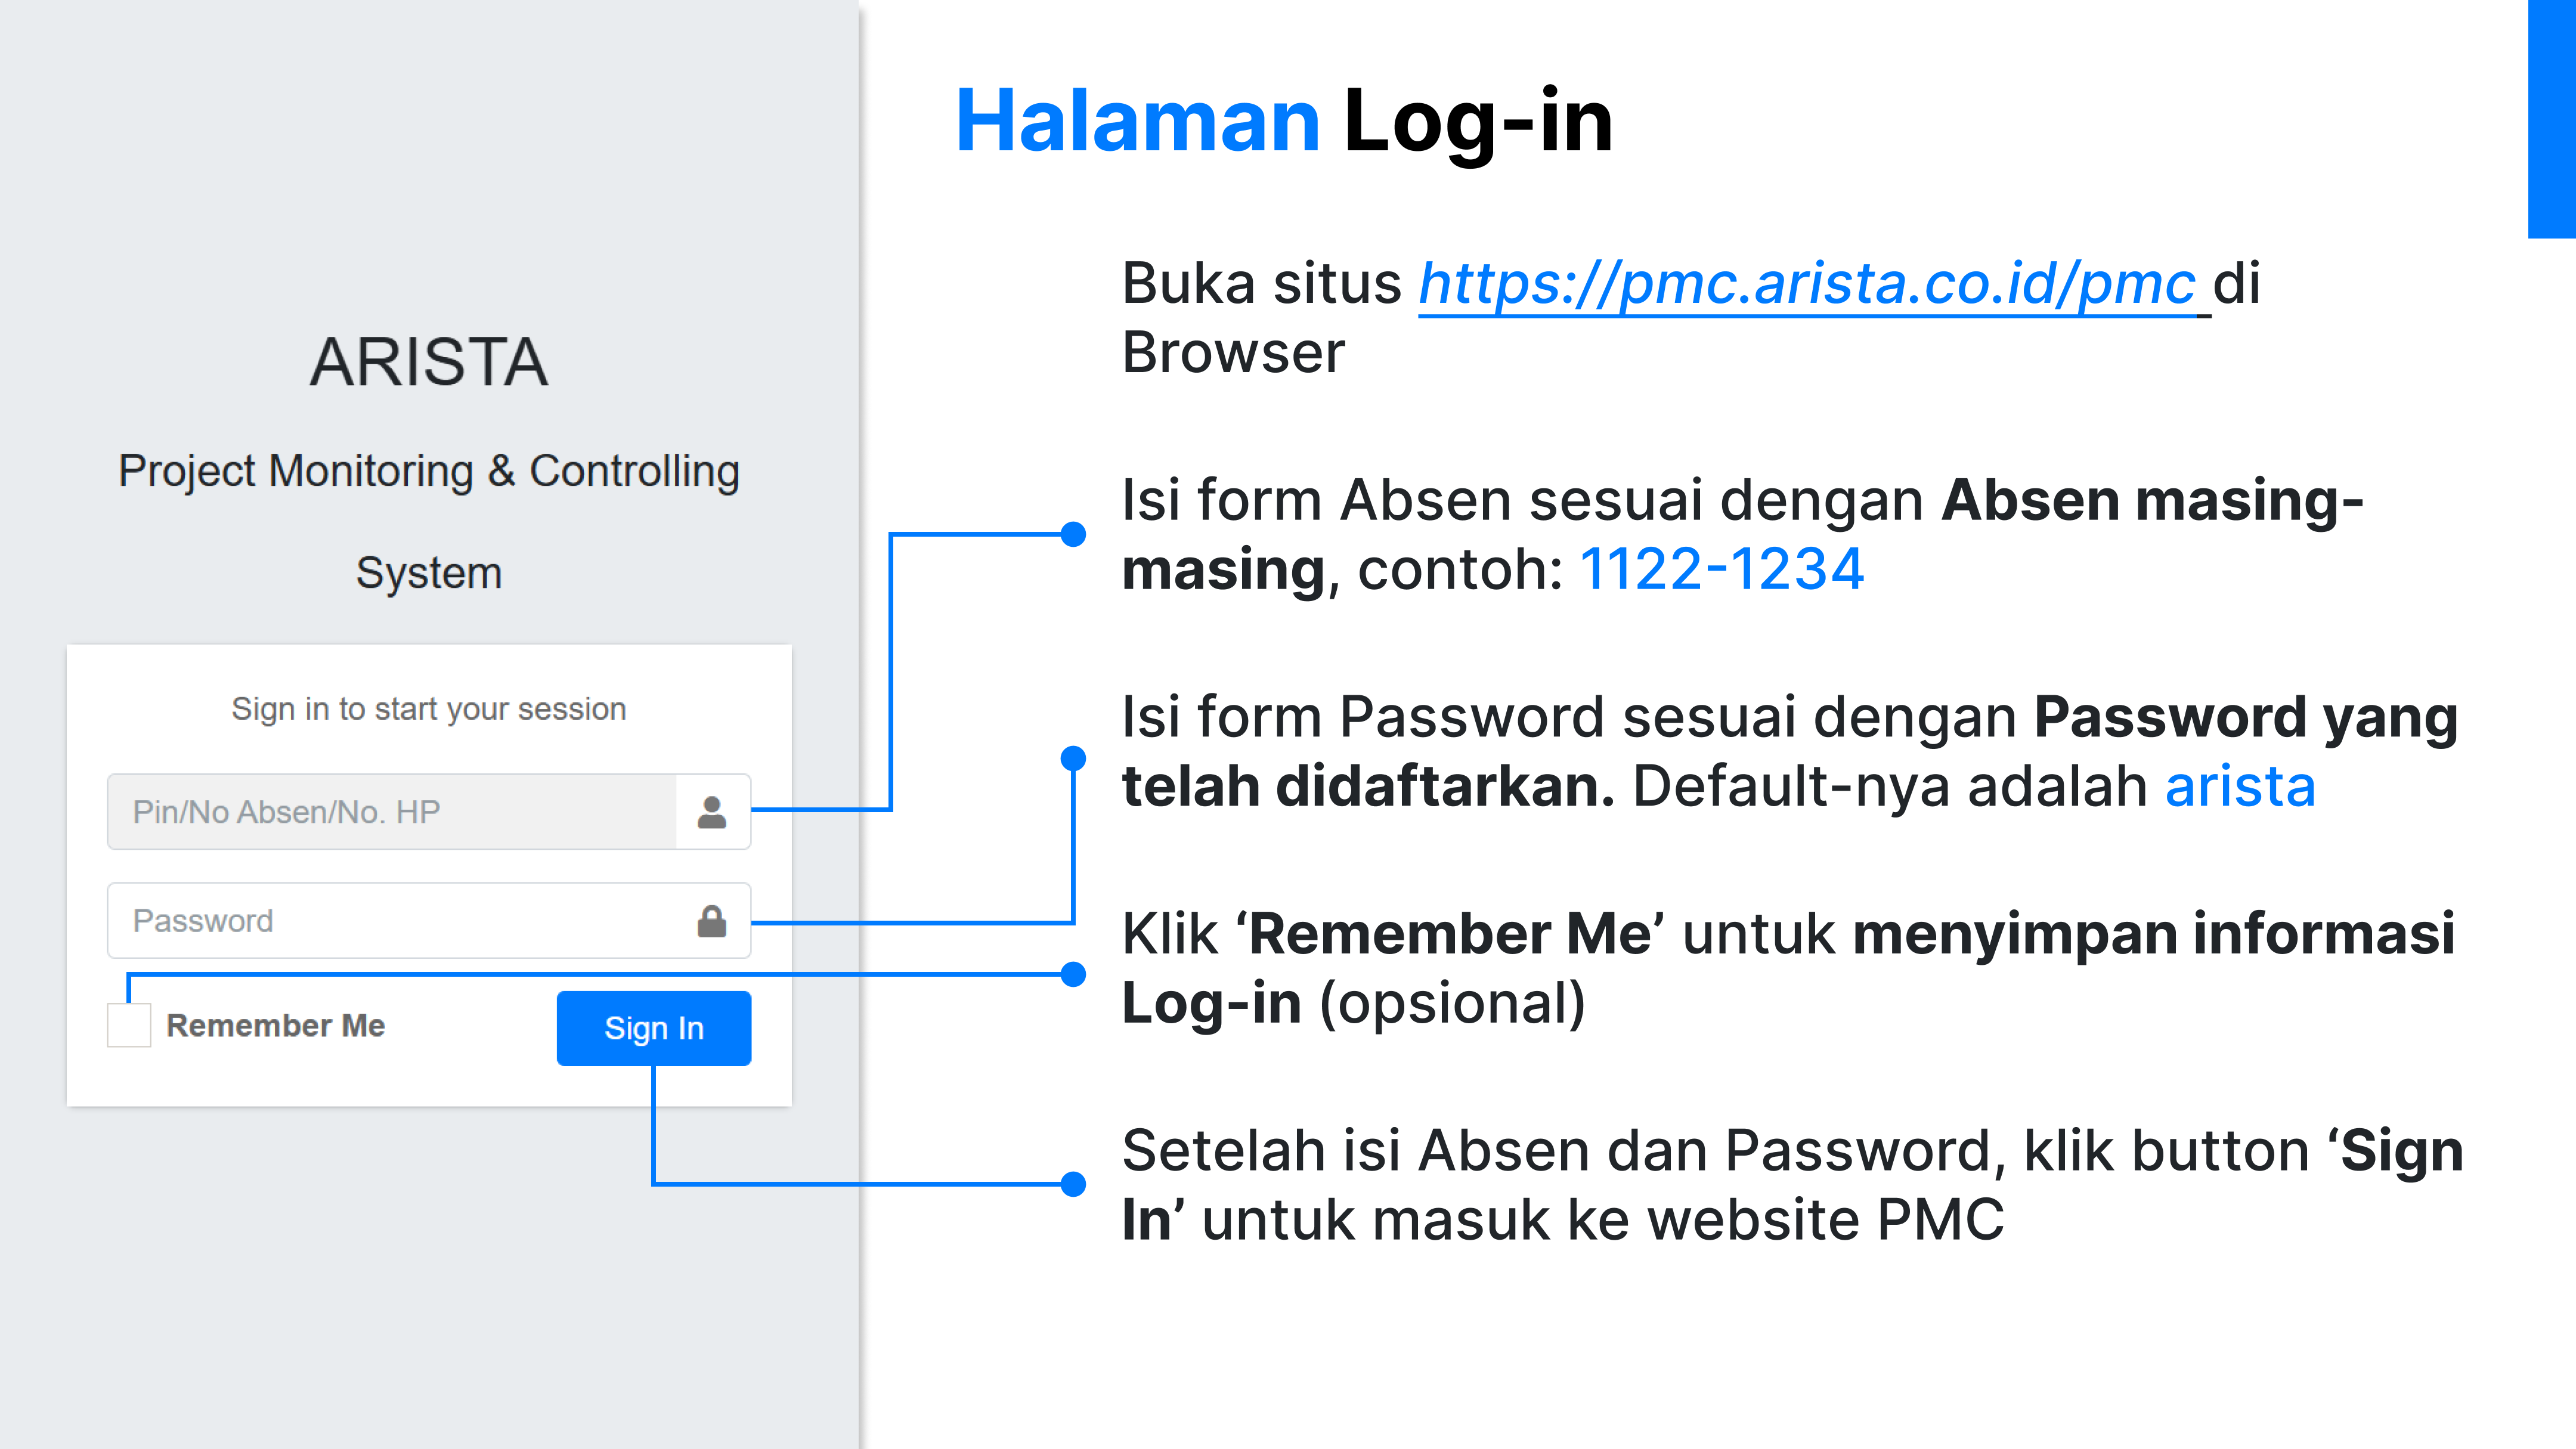 ARISTA
Project Monitoring & Controlling
System
Sign in to start your session
Pin/No Absen/No. HP
Password
Remember Me
Sign In
Halaman Log-in
Buka situs https://pmc.arista.co.id/pmc di
Browser
Isi form Absen sesuai dengan Absen masing-
masing, contoh: 1122-1234
Isi form Password sesuai dengan Password yang
telah didaftarkan. Default-nya adalah arista
Klik ‘Remember Me’ untuk menyimpan informasi
Log-in (opsional)
Setelah isi Absen dan Password, klik button ‘Sign
In’ untuk masuk ke website PMC